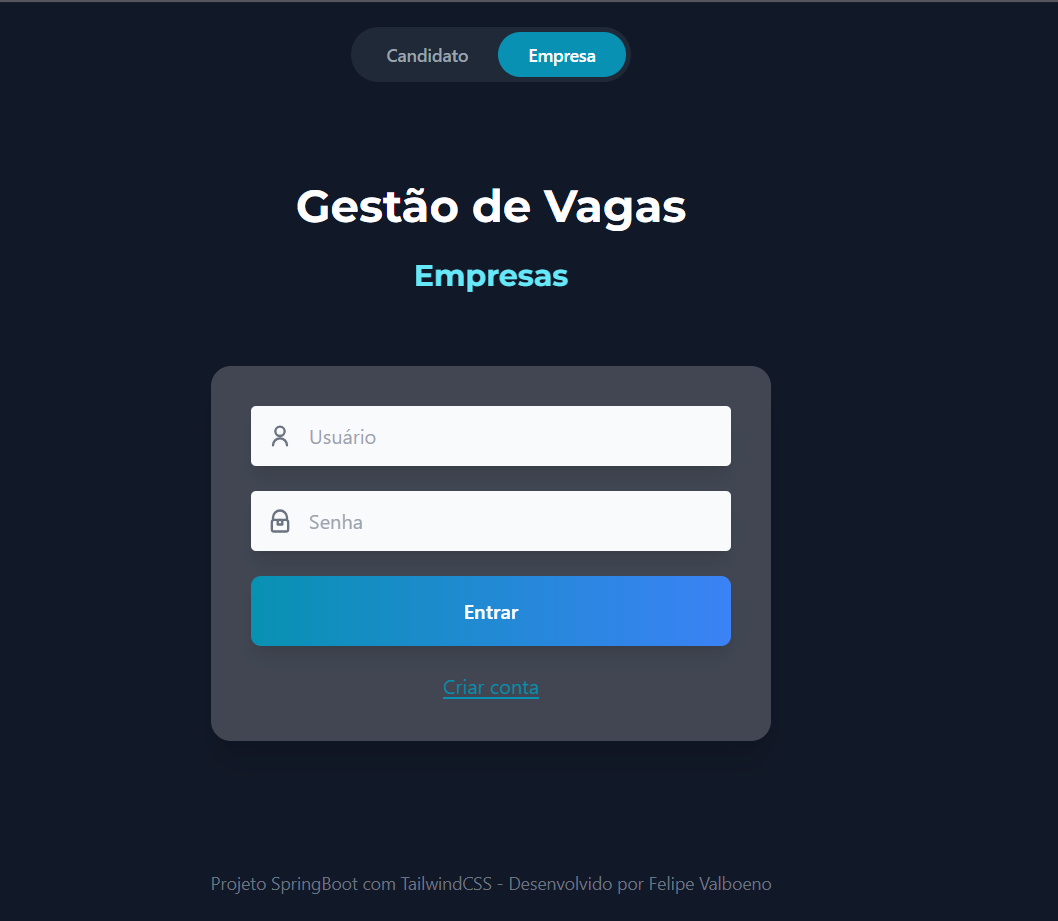 Candidato Empresa
Gestão de Vagas
Empresas
Usuário
Senha
Entrar
Criar conta
Projeto SpringBoot com TailwindCSS - Desenvolvido por Felipe Valboeno